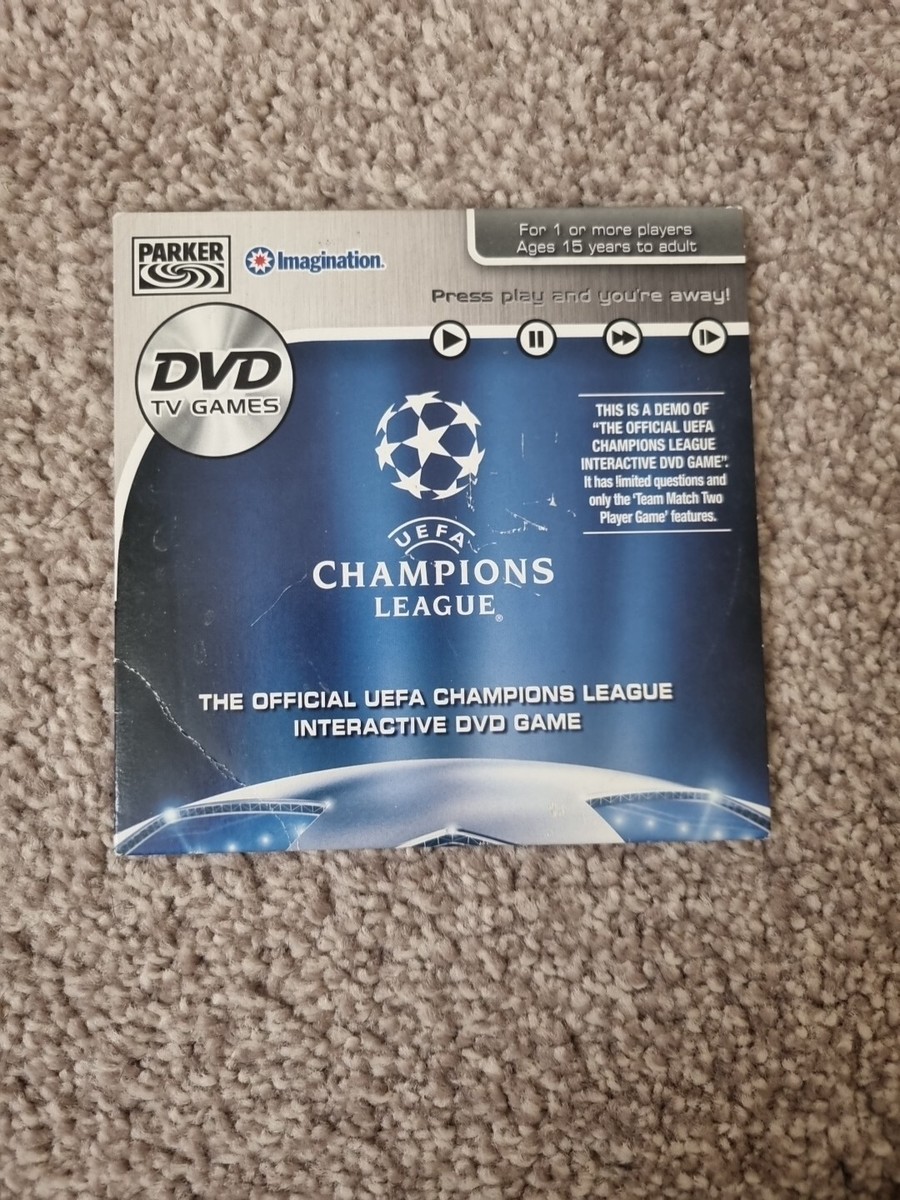 PARKER
Imagination.
For 1 or more players
Ages 15 years to adult
Press play and you're away!
DVD
TV GAMES
THIS IS A DEMO OF
“THE OFFICIAL UEFA
CHAMPIONS LEAGUE
INTERACTIVE DVD GAME”.
It has limited questions and
only the ‘Team Match Two
Player Game’ features.
UEFA
CHAMPIONS
LEAGUE®
THE OFFICIAL UEFA CHAMPIONS LEAGUE
INTERACTIVE DVD GAME